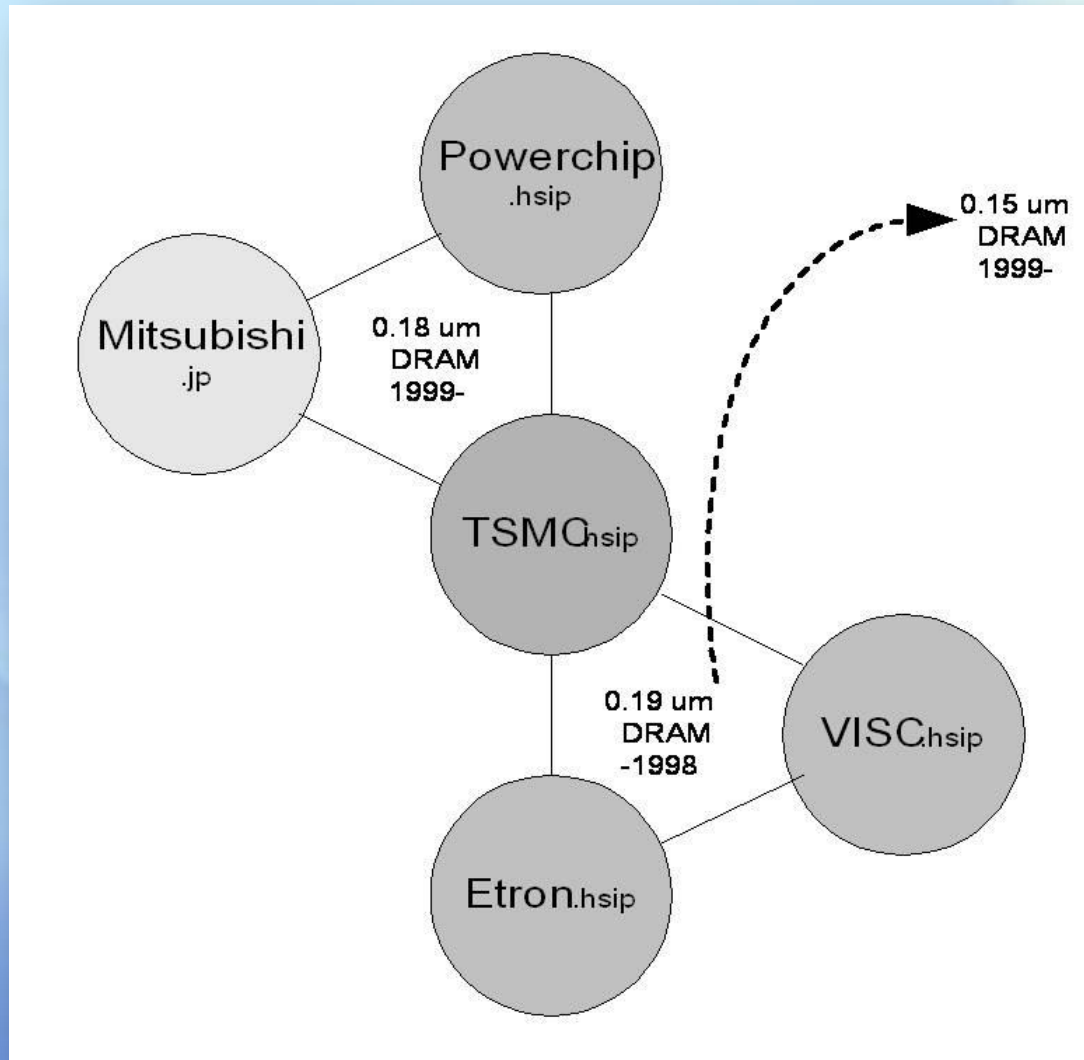 Powerchip
.hsip
0.15 um
DRAM
1999-
Mitsubishi
.jp
0.18 um
DRAM
1999-
TSMC.hsip
0.19 um
DRAM
-1998
VISC.hsip
Etron.hsip